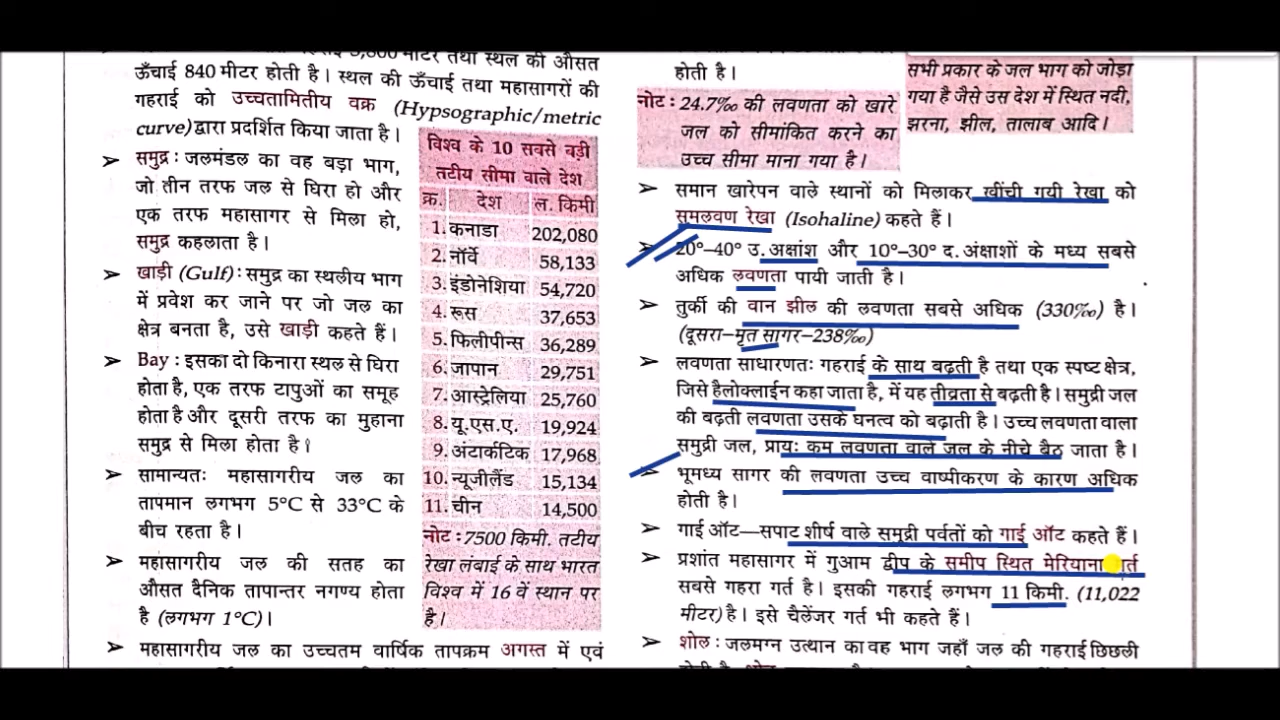 3,800 मीटर तथा स्थल की औसत
ऊँचाई 840 मीटर होती है। स्थल की ऊँचाई तथा महासागरों की
गहराई को उच्चतामितीय वक्र (Hypsographic/metric
curve) द्वारा प्रदर्शित किया जाता है।
➢ समुद्र : जलमंडल का वह बड़ा भाग,
जो तीन तरफ जल से घिरा हो और
एक तरफ महासागर से मिला हो,
समुद्र कहलाता है।
➢ खाड़ी (Gulf) : समुद्र का स्थलीय भाग
में प्रवेश कर जाने पर जो जल का
क्षेत्र बनता है, उसे खाड़ी कहते हैं।
➢ Bay : इसका दो किनारा स्थल से घिरा
होता है, एक तरफ टापुओं का समूह
होता है और दूसरी तरफ का मुहाना
समुद्र से मिला होता है।
➢ सामान्यतः महासागरीय जल का
तापमान लगभग 5°C से 33°C के
बीच रहता है।
➢ महासागरीय जल की सतह का
औसत दैनिक तापान्तर नगण्य होता
है (लगभग 1°C)।
➢ महासागरीय जल का उच्चतम वार्षिक तापक्रम अगस्त में एवं
विश्व के 10 सबसे बड़ी
तटीय सीमा वाले देश
क्र. देश ल. किमी
1. कनाडा 202,080
2. नॉर्वे 58,133
3. इंडोनेशिया 54,720
4. रूस 37,653
5. फिलीपीन्स 36,289
6. जापान 29,751
7. आस्ट्रेलिया 25,760
8. यू.एस.ए. 19,924
9. अंटार्कटिक 17,968
10. न्यूजीलैंड 15,134
11. चीन 14,500
नोट : 7500 किमी. तटीय
रेखा लंबाई के साथ भारत
विश्व में 16 वें स्थान पर
है।
होती है।
नोट : 24.7‰ की लवणता को खारे
जल को सीमांकित करने का
उच्च सीमा माना गया है।
सभी प्रकार के जल भाग को जोड़ा
गया है जैसे उस देश में स्थित नदी,
झरना, झील, तालाब आदि।
➢ समान खारेपन वाले स्थानों को मिलाकर खींची गयी रेखा को
समलवण रेखा (Isohaline) कहते हैं।
➢ 20°–40° उ. अक्षांश और 10°–30° द. अंक्षाशों के मध्य सबसे
अधिक लवणता पायी जाती है।
➢ तुर्की की वान झील की लवणता सबसे अधिक (330‰) है।
(दूसरा–मृत सागर–238‰)
➢ लवणता साधारणतः गहराई के साथ बढ़ती है तथा एक स्पष्ट क्षेत्र,
जिसे हैलोक्लाईन कहा जाता है, में यह तीव्रता से बढ़ती है। समुद्री जल
की बढ़ती लवणता उसके घनत्व को बढ़ाती है। उच्च लवणता वाला
समुद्री जल, प्रायः कम लवणता वाले जल के नीचे बैठ जाता है।
➢ भूमध्य सागर की लवणता उच्च वाष्पीकरण के कारण अधिक
होती है।
➢ गाई ऑट—सपाट शीर्ष वाले समुद्री पर्वतों को गाई ऑट कहते हैं।
➢ प्रशांत महासागर में गुआम द्वीप के समीप स्थित मेरियाना गर्त
सबसे गहरा गर्त है। इसकी गहराई लगभग 11 किमी. (11,022
मीटर) है। इसे चैलेंजर गर्त भी कहते हैं।
➢ शोल : जलमग्न उत्थान का वह भाग जहाँ जल की गहराई छिछली